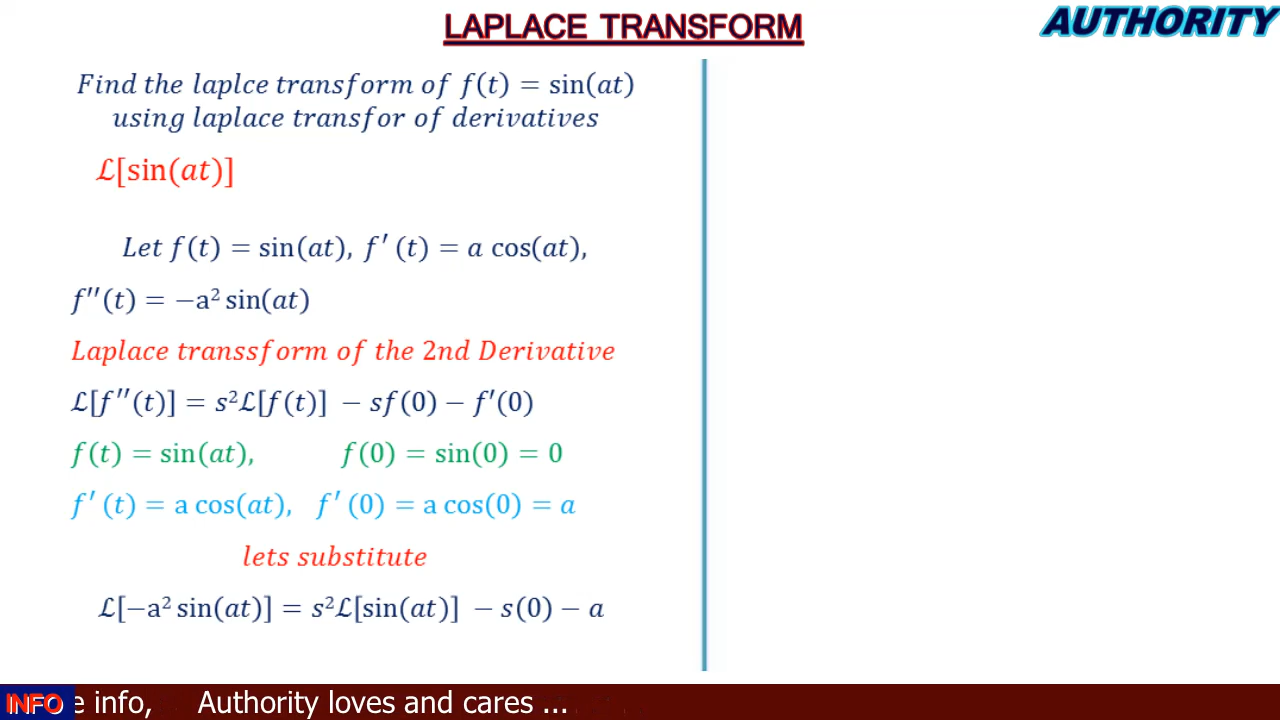 LAPLACE TRANSFORM
AUTHORITY
Find the laplce transform of f(t) = sin(at)
using laplace transfor of derivatives
ℒ[sin(at)]
Let f(t) = sin(at), f′(t) = a cos(at),
f′′(t) = −a² sin(at)
Laplace transsform of the 2nd Derivative
ℒ[f′′(t)] = s²ℒ[f(t)] − sf(0) − f′(0)
f(t) = sin(at), f(0) = sin(0) = 0
f′(t) = a cos(at), f′(0) = a cos(0) = a
lets substitute
ℒ[−a² sin(at)] = s²ℒ[sin(at)] − s(0) − a
INFO e info, Authority loves and cares ...